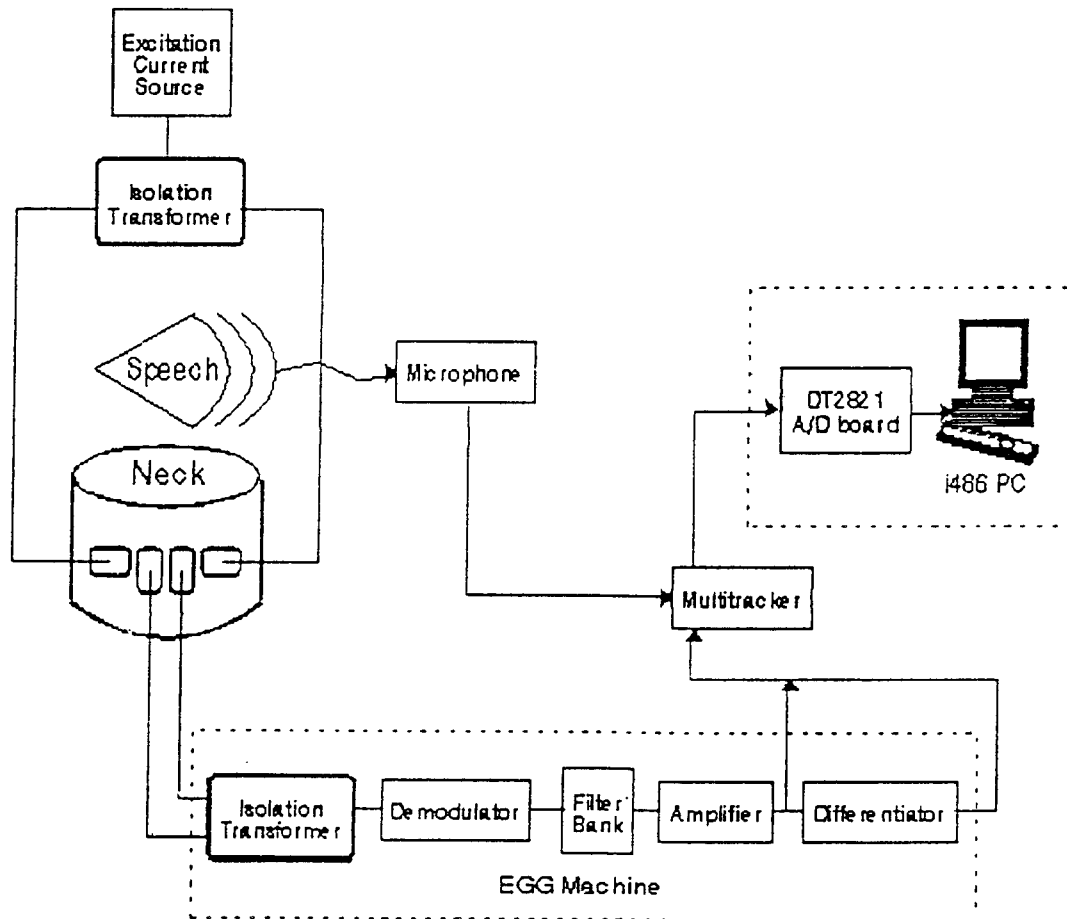 Excitation
Current
Source
Isolation
Transformer
Speech
Microphone
DT2821
A/D board
i486 PC
Neck
Multitracker
Isolation
Transformer
Demodulator
Filter
Bank
Amplifier
Differentiator
EGG Machine